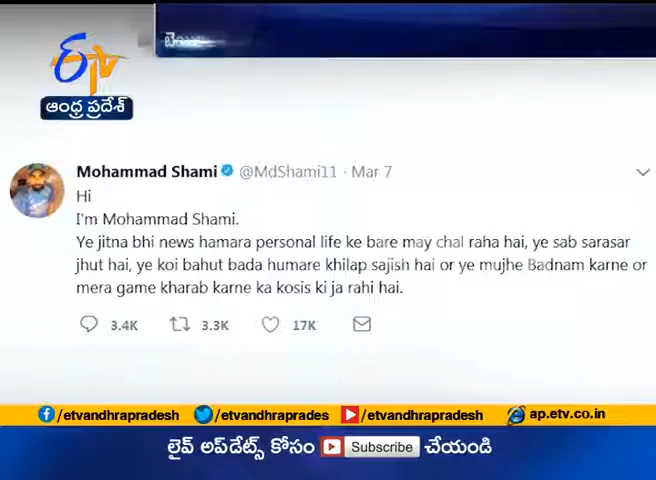 ఆంధ్ర ప్రదేశ్
Mohammad Shami @MdShami11 · Mar 7
Hi
I'm Mohammad Shami.
Ye jitna bhi news hamara personal life ke bare may chal raha hai, ye sab sarasar
jhut hai, ye koi bahut bada humare khilap sajish hai or ye mujhe Badnam karne or
mera game kharab karne ka kosis ki ja rahi hai.
3.4K 3.3K 17K
/etvandhrapradesh /etvandhraprades /etvandhrapradesh ap.etv.co.in
లైవ్ అప్‌డేట్స్ కోసం Subscribe చేయండి